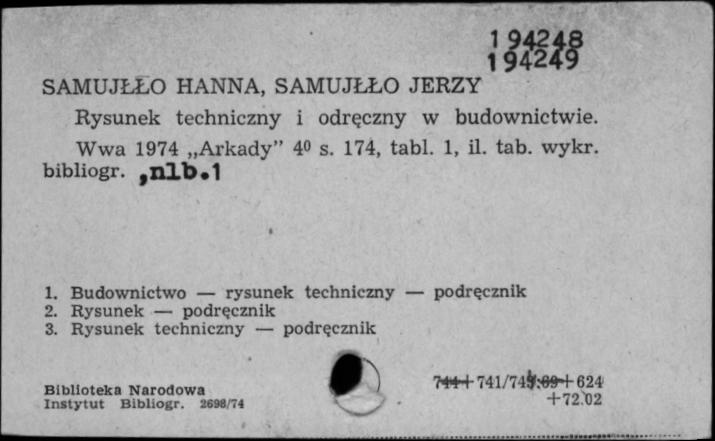 194248
194249
SAMUJŁŁO HANNA, SAMUJŁŁO JERZY
Rysunek techniczny i odręczny w budownictwie.
Wwa 1974 „Arkady” 4⁰ s. 174, tabl. 1, il. tab. wykr.
bibliogr. ,nlb.1
1. Budownictwo — rysunek techniczny — podręcznik
2. Rysunek — podręcznik
3. Rysunek techniczny — podręcznik
Biblioteka Narodowa
Instytut Bibliogr. 2698/74
744+741/744:69+624
+72.02